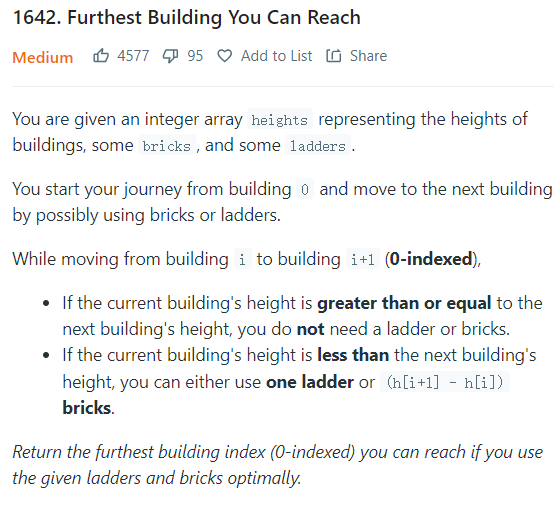 1642. Furthest Building You Can Reach
Medium 4577 95 Add to List Share
You are given an integer array heights representing the heights of
buildings, some bricks , and some ladders .
You start your journey from building 0 and move to the next building
by possibly using bricks or ladders.
While moving from building i to building i+1 (0-indexed),
• If the current building's height is greater than or equal to the
next building's height, you do not need a ladder or bricks.
• If the current building's height is less than the next building's
height, you can either use one ladder or (h[i+1] - h[i])
bricks.
Return the furthest building index (0-indexed) you can reach if you use
the given ladders and bricks optimally.